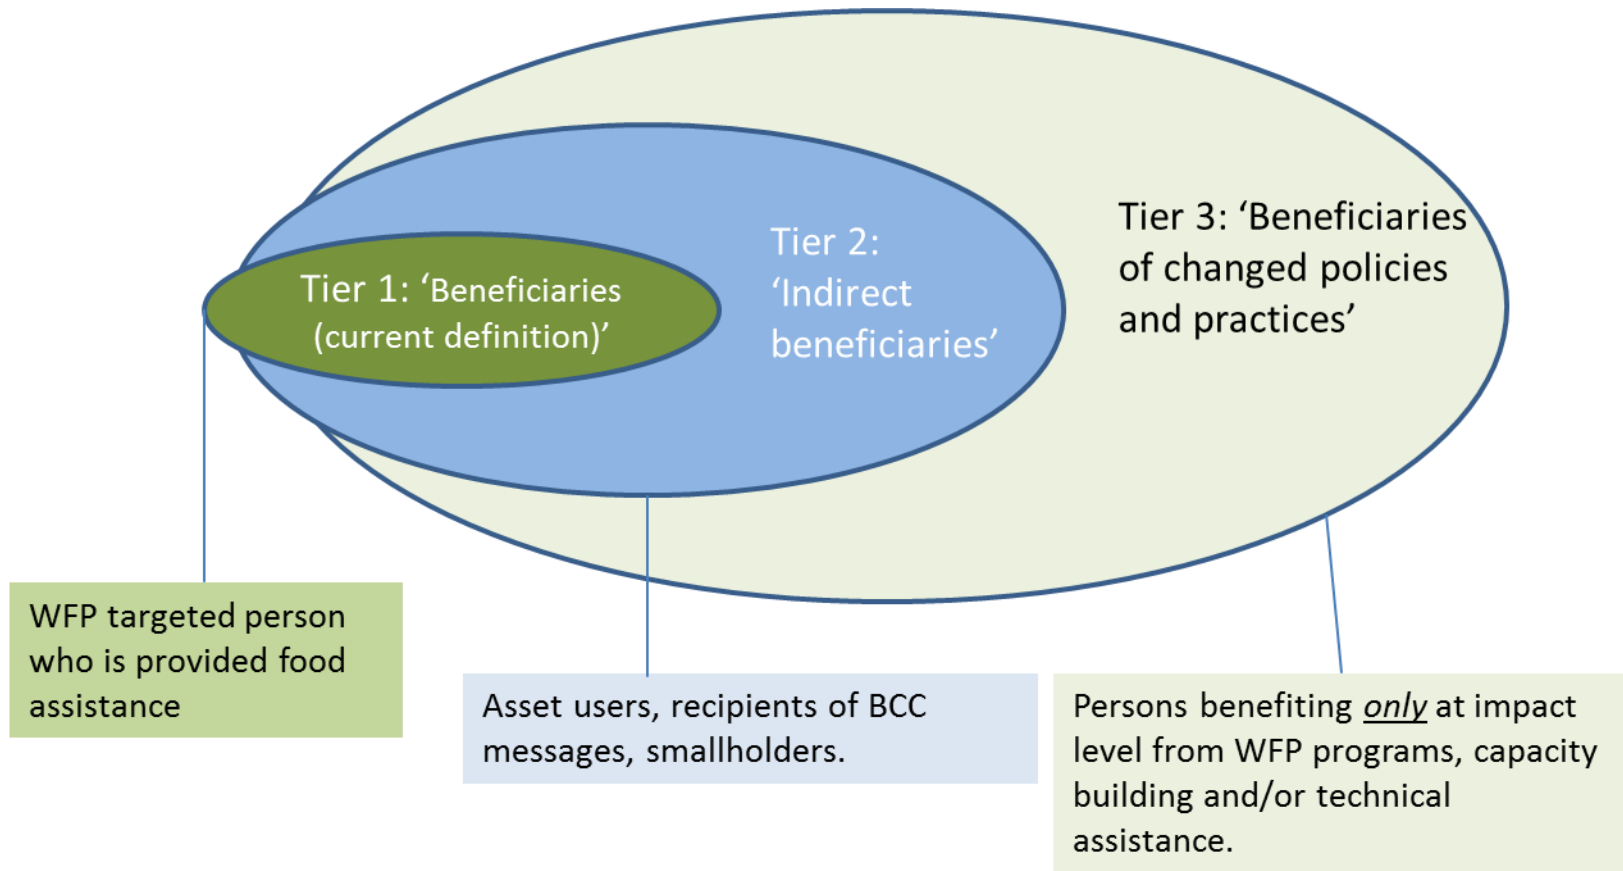 Tier 1: ‘Beneficiaries
(current definition)’
Tier 2:
‘Indirect
beneficiaries’
Tier 3: ‘Beneficiaries
of changed policies
and practices’
WFP targeted person
who is provided food
assistance
Asset users, recipients of BCC
messages, smallholders.
Persons benefiting only at impact
level from WFP programs, capacity
building and/or technical
assistance.